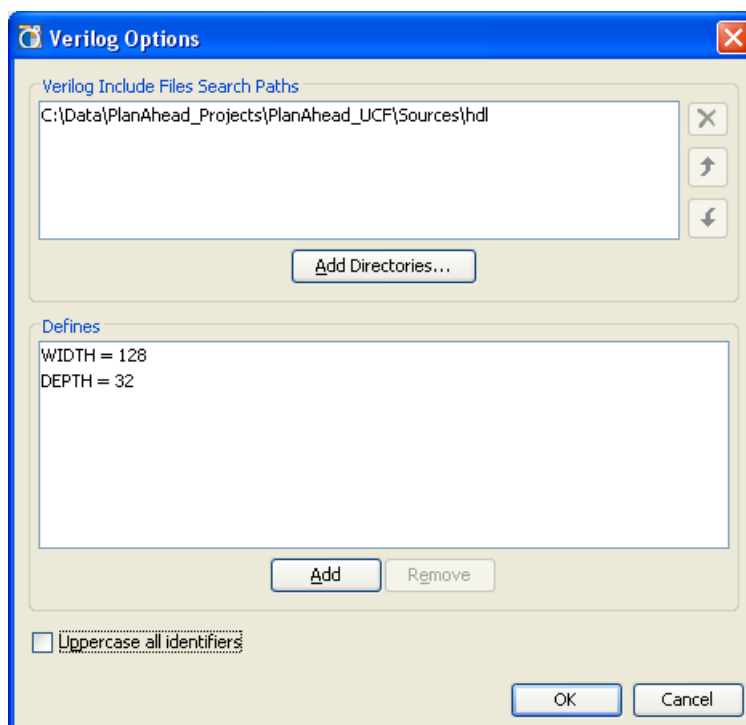 Verilog Options
Verilog Include Files Search Paths
C:\Data\PlanAhead_Projects\PlanAhead_UCF\Sources\hdl
Add Directories...
Defines
WIDTH = 128
DEPTH = 32
Add Remove
Uppercase all identifiers
OK Cancel